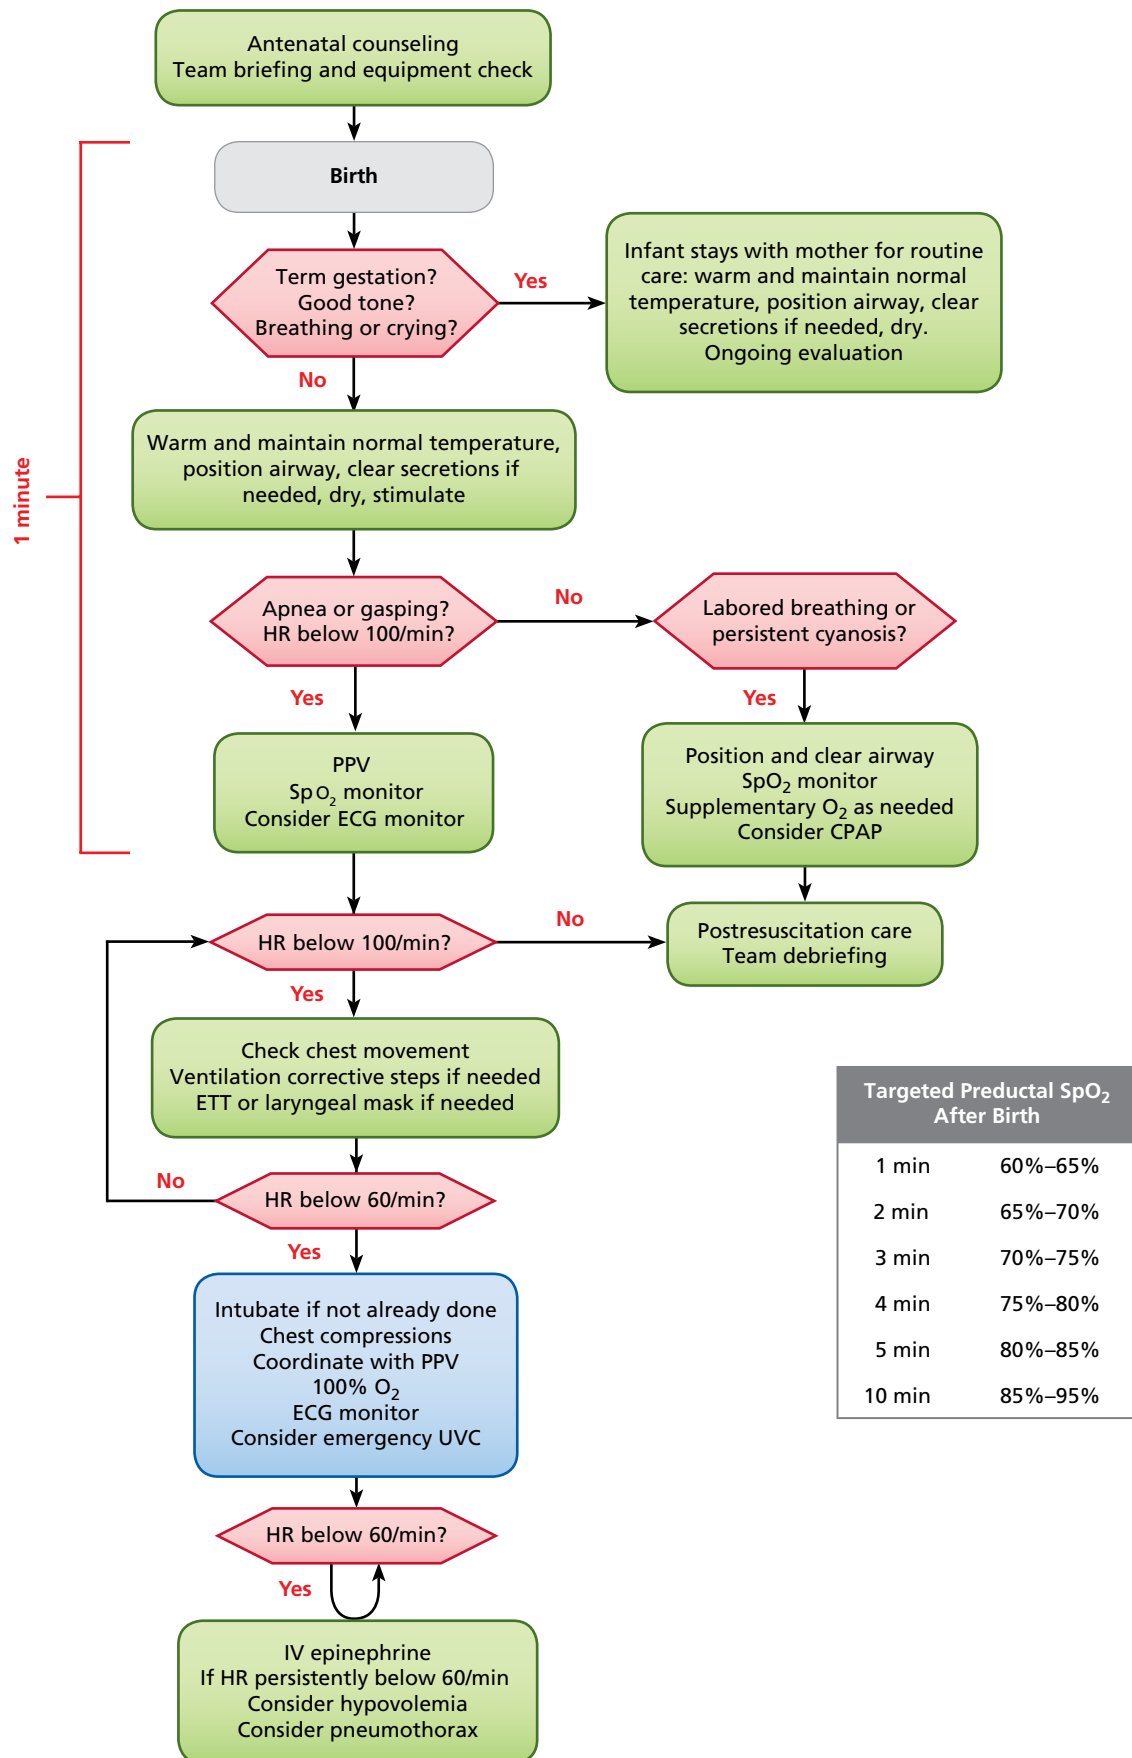 Antenatal counseling
Team briefing and equipment check
Birth
Term gestation?
Good tone?
Breathing or crying?
Yes
Infant stays with mother for routine
care: warm and maintain normal
temperature, position airway, clear
secretions if needed, dry.
Ongoing evaluation
No
Warm and maintain normal temperature,
position airway, clear secretions if
needed, dry, stimulate
1 minute
Apnea or gasping?
HR below 100/min?
No
Labored breathing or
persistent cyanosis?
Yes
Yes
PPV
SpO₂ monitor
Consider ECG monitor
Position and clear airway
SpO₂ monitor
Supplementary O₂ as needed
Consider CPAP
HR below 100/min?
No
Postresuscitation care
Team debriefing
Yes
Check chest movement
Ventilation corrective steps if needed
ETT or laryngeal mask if needed
No
HR below 60/min?
Yes
Intubate if not already done
Chest compressions
Coordinate with PPV
100% O₂
ECG monitor
Consider emergency UVC
HR below 60/min?
Yes
IV epinephrine
If HR persistently below 60/min
Consider hypovolemia
Consider pneumothorax
Targeted Preductal SpO₂
After Birth
1 min 60%–65%
2 min 65%–70%
3 min 70%–75%
4 min 75%–80%
5 min 80%–85%
10 min 85%–95%